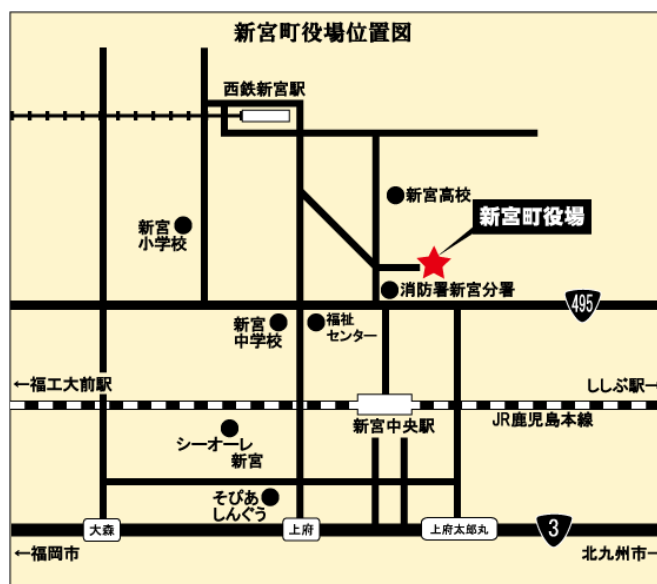 新宮町役場位置図
西鉄新宮駅
新宮高校
新宮町役場
新宮
小学校
消防署新宮分署
495
新宮
中学校
福祉
センター
←福工大前駅
ししぶ駅→
新宮中央駅
JR鹿児島本線
シーオーレ
新宮
そぴあ
しんぐう
大森
上府
上府太郎丸
3
←福岡市
北九州市→